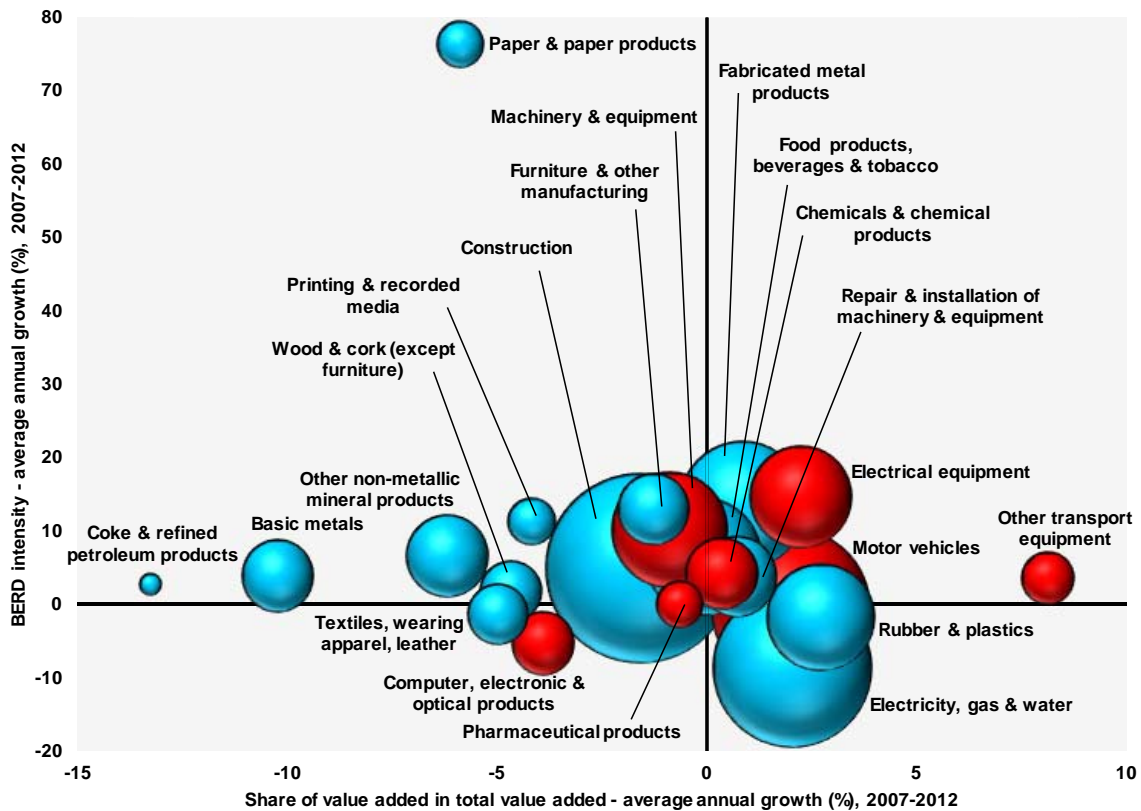 80
70
60
50
40
30
20
10
0
-10
-20
BERD intensity - average annual growth (%), 2007-2012
Paper & paper products
Fabricated metal
products
Machinery & equipment
Food products,
beverages & tobacco
Furniture & other
manufacturing
Chemicals & chemical
products
Construction
Printing & recorded
media
Repair & installation of
machinery & equipment
Wood & cork (except
furniture)
Electrical equipment
Other non-metallic
mineral products
Other transport
equipment
Coke & refined
petroleum products
Basic metals
Motor vehicles
Textiles, wearing
apparel, leather
Rubber & plastics
Computer, electronic &
optical products
Electricity, gas & water
Pharmaceutical products
-15
-10
-5
0
5
10
Share of value added in total value added - average annual growth (%), 2007-2012